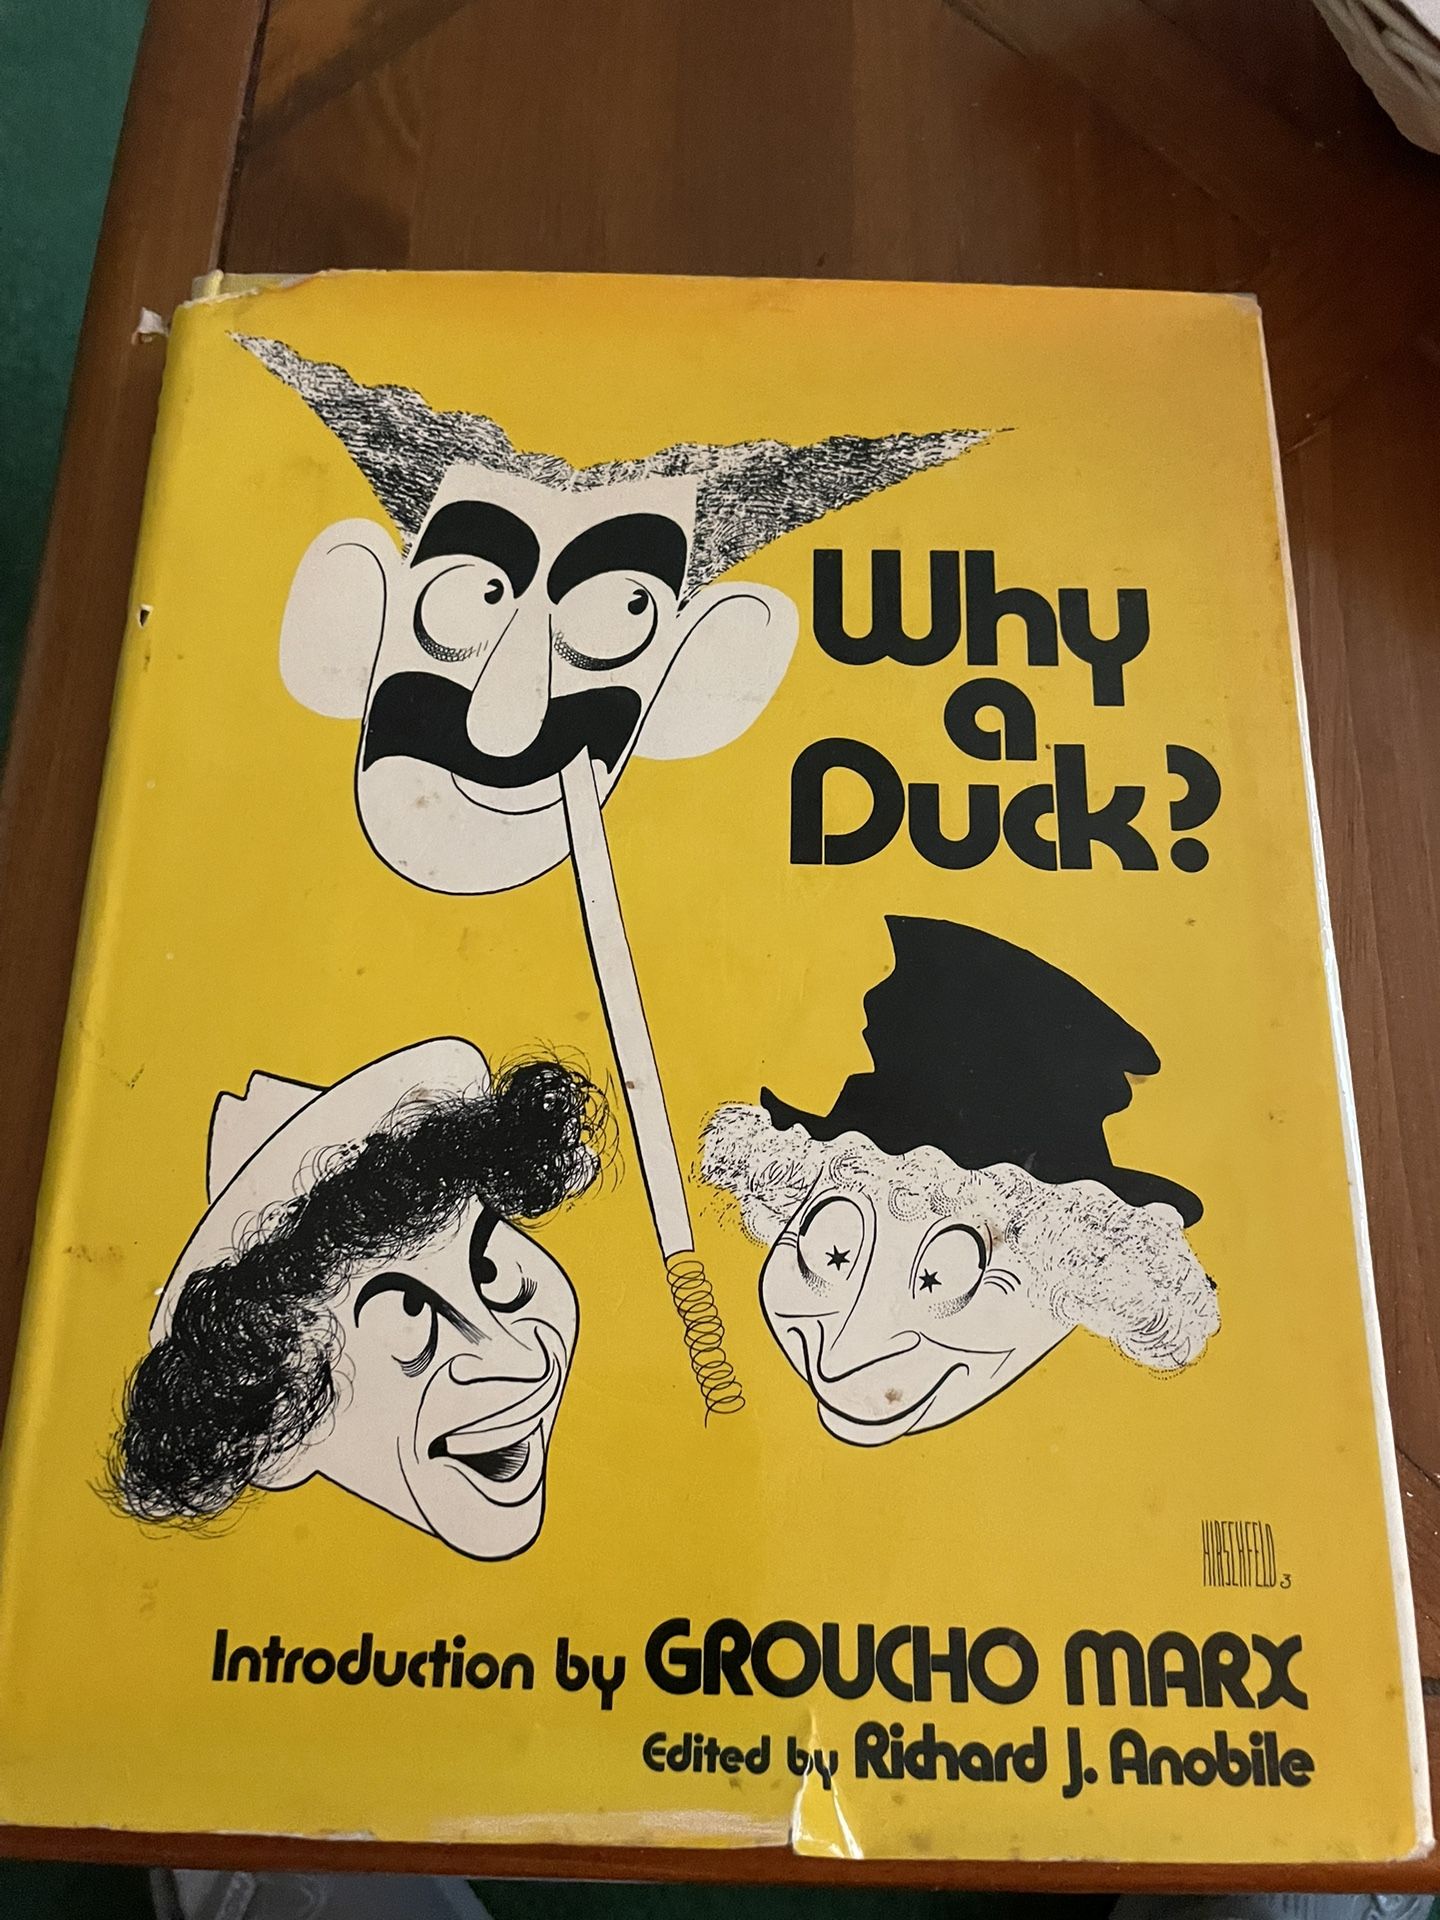 Why
a
Duck?
HIRSCHFELD 3
Introduction by GROUCHO MARX
Edited by Richard J. Anobile